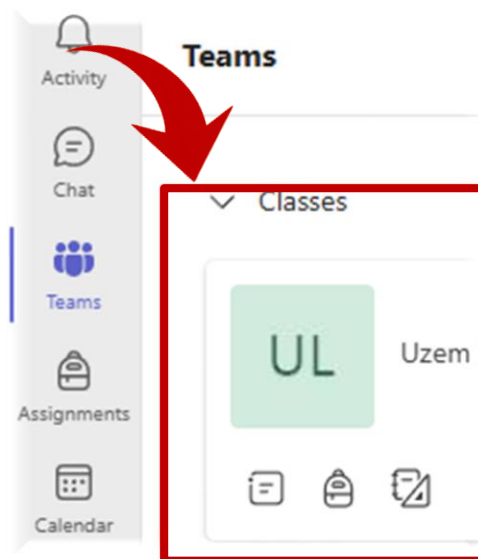 Activity
Chat
Teams
Assignments
Calendar
Teams
Classes
UL
Uzem